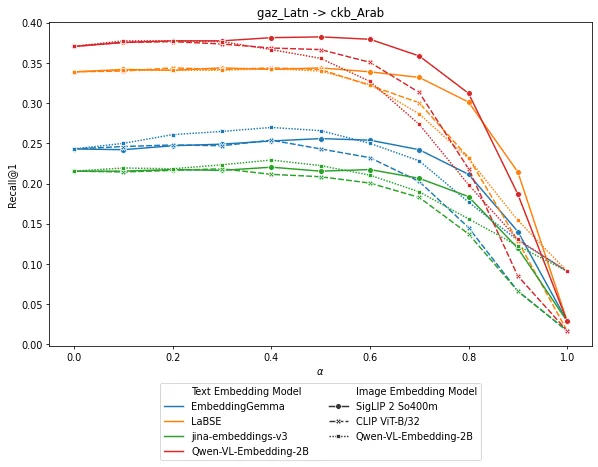 gaz_Latn -> ckb_Arab
Recall@1
0.40
0.35
0.30
0.25
0.20
0.15
0.10
0.05
0.00
0.0 0.2 0.4 0.6 0.8 1.0
α
Text Embedding Model Image Embedding Model
EmbeddingGemma SigLIP 2 So400m
LaBSE CLIP ViT-B/32
jina-embeddings-v3 Qwen-VL-Embedding-2B
Qwen-VL-Embedding-2B